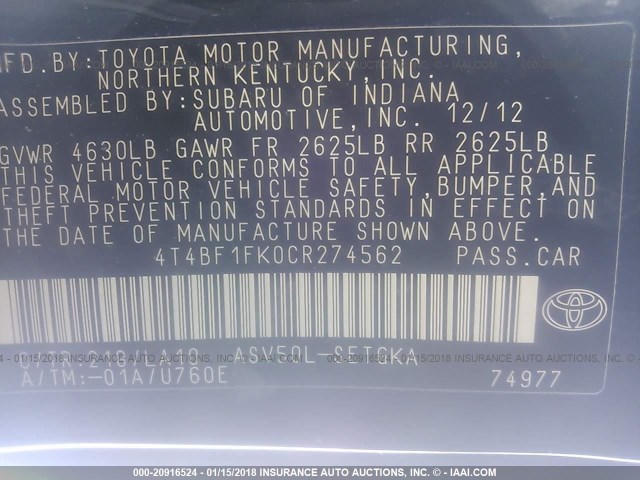 MFD.BY:TOYOTA MOTOR MANUFACTURING,
NORTHERN KENTUCKY,INC.
ASSEMBLED BY:SUBARU OF INDIANA
AUTOMOTIVE,INC. 12/12
GVWR 4630LB GAWR FR 2625LB RR 2625LB
THIS VEHICLE CONFORMS TO ALL APPLICABLE
FEDERAL MOTOR VEHICLE SAFETY,BUMPER,AND
THEFT PREVENTION STANDARDS IN EFFECT ON
THE DATE OF MANUFACTURE SHOWN ABOVE.
4T4BF1FK0CR274562 PASS.CAR
ASV50L-SETGKA
A/TM:-01A/U760E
74977
000-20916524 - 01/15/2018 INSURANCE AUTO AUCTIONS, INC. - © IAAI.COM